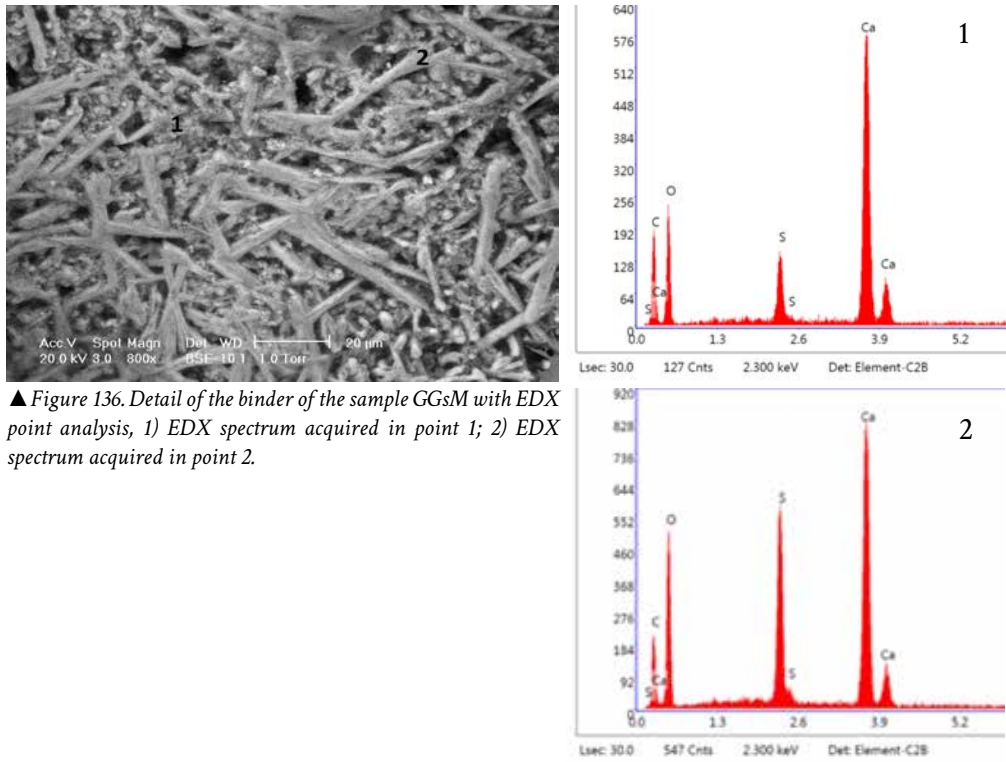 2
1
Acc.V Spot Magn Det WD 20 µm
20.0 kV 3.0 800x BSE 10.1 1.0 Torr
▲ Figure 136. Detail of the binder of the sample GGsM with EDX
point analysis, 1) EDX spectrum acquired in point 1; 2) EDX
spectrum acquired in point 2.
1
640
576
512
448
384
320
256
192
128
64
0
Ca
O
C
S
Ca
Ca
S
S
0.0 1.3 2.6 3.9 5.2
Lsec: 30.0 127 Cnts 2.300 keV Det: Element-C2B
2
920
828
736
644
552
460
368
276
184
92
0
Ca
S
O
C
S
Ca
Ca
S
0.0 1.3 2.6 3.9 5.2
Lsec: 30.0 547 Cnts 2.300 keV Det: Element-C2B